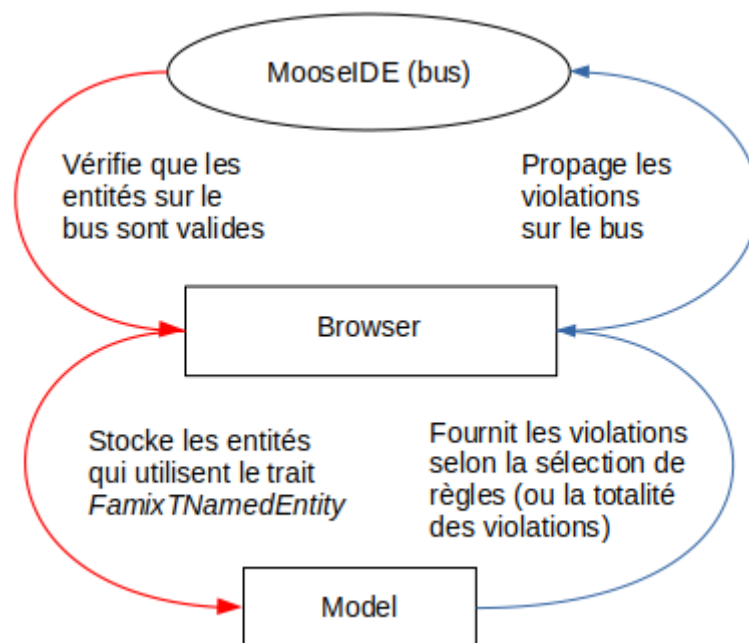 MooseIDE (bus)
Vérifie que les
entités sur le
bus sont valides
Propage les
violations
sur le bus
Browser
Stocke les entités
qui utilisent le trait
FamixTNamedEntity
Fournit les violations
selon la sélection de
règles (ou la totalité
des violations)
Model